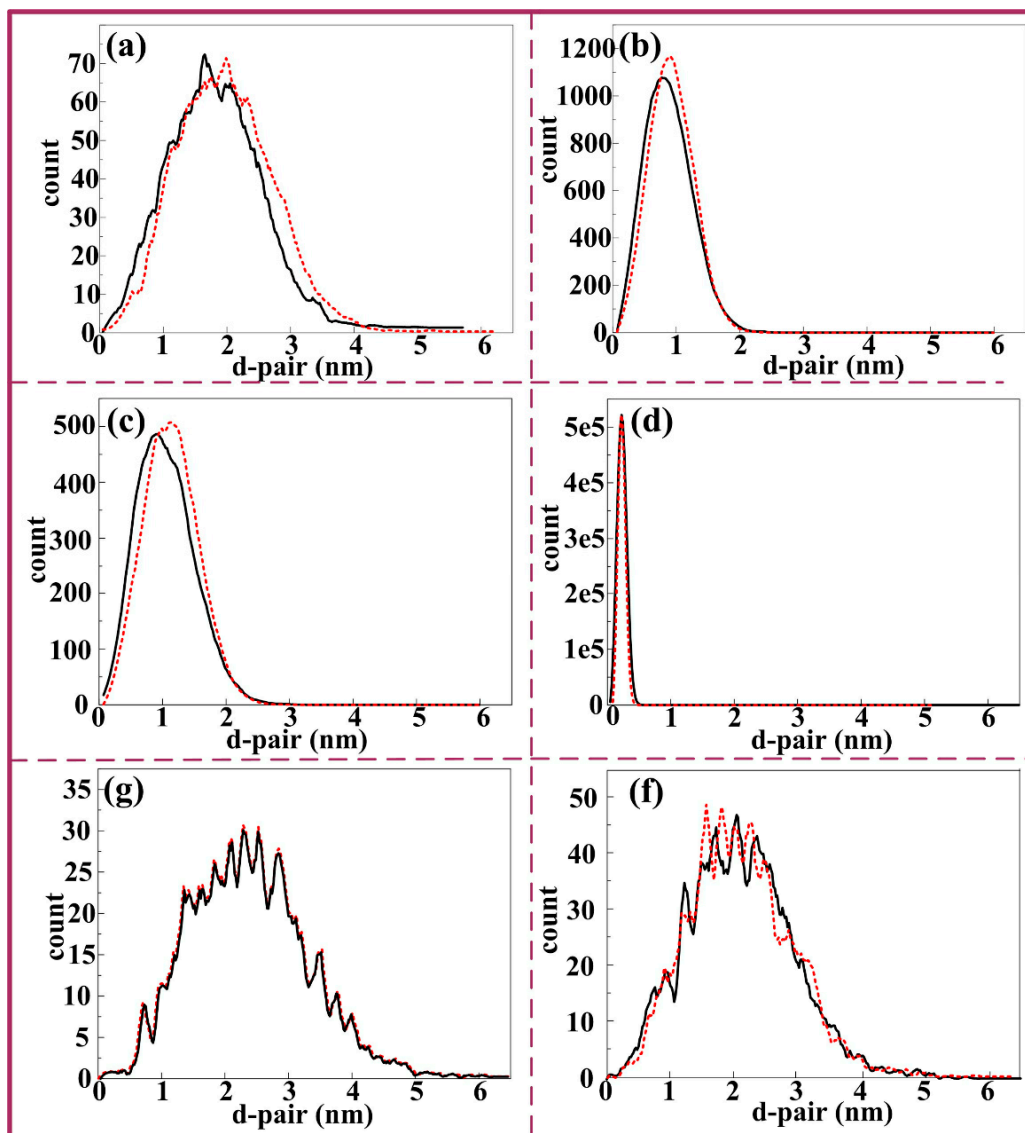 (a)
70
60
50
40
30
20
10
0
count
0 1 2 3 4 5 6
d-pair (nm)
(b)
1200
1000
800
600
400
200
0
count
0 1 2 3 4 5 6
d-pair (nm)
(c)
500
400
300
200
100
0
count
0 1 2 3 4 5 6
d-pair (nm)
(d)
5e5
4e5
3e5
2e5
1e5
0
count
0 1 2 3 4 5 6
d-pair (nm)
(g)
35
30
25
20
15
10
5
0
count
0 1 2 3 4 5 6
d-pair (nm)
(f)
50
40
30
20
10
0
count
0 1 2 3 4 5 6
d-pair (nm)